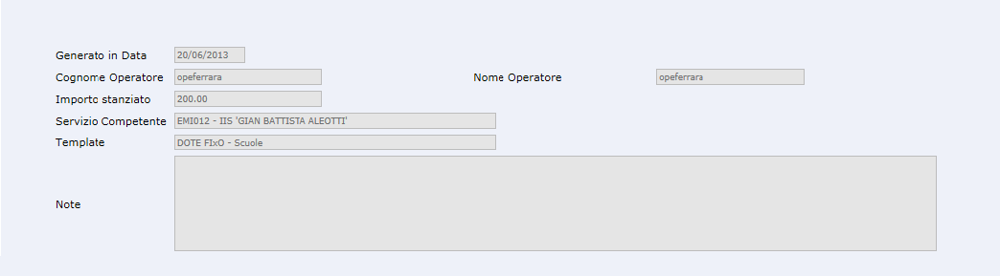 Generato in Data 20/06/2013
Cognome Operatore opeferrara Nome Operatore opeferrara
Importo stanziato 200.00
Servizio Competente EMI012 - IIS 'GIAN BATTISTA ALEOTTI'
Template DOTE FIxO - Scuole
Note